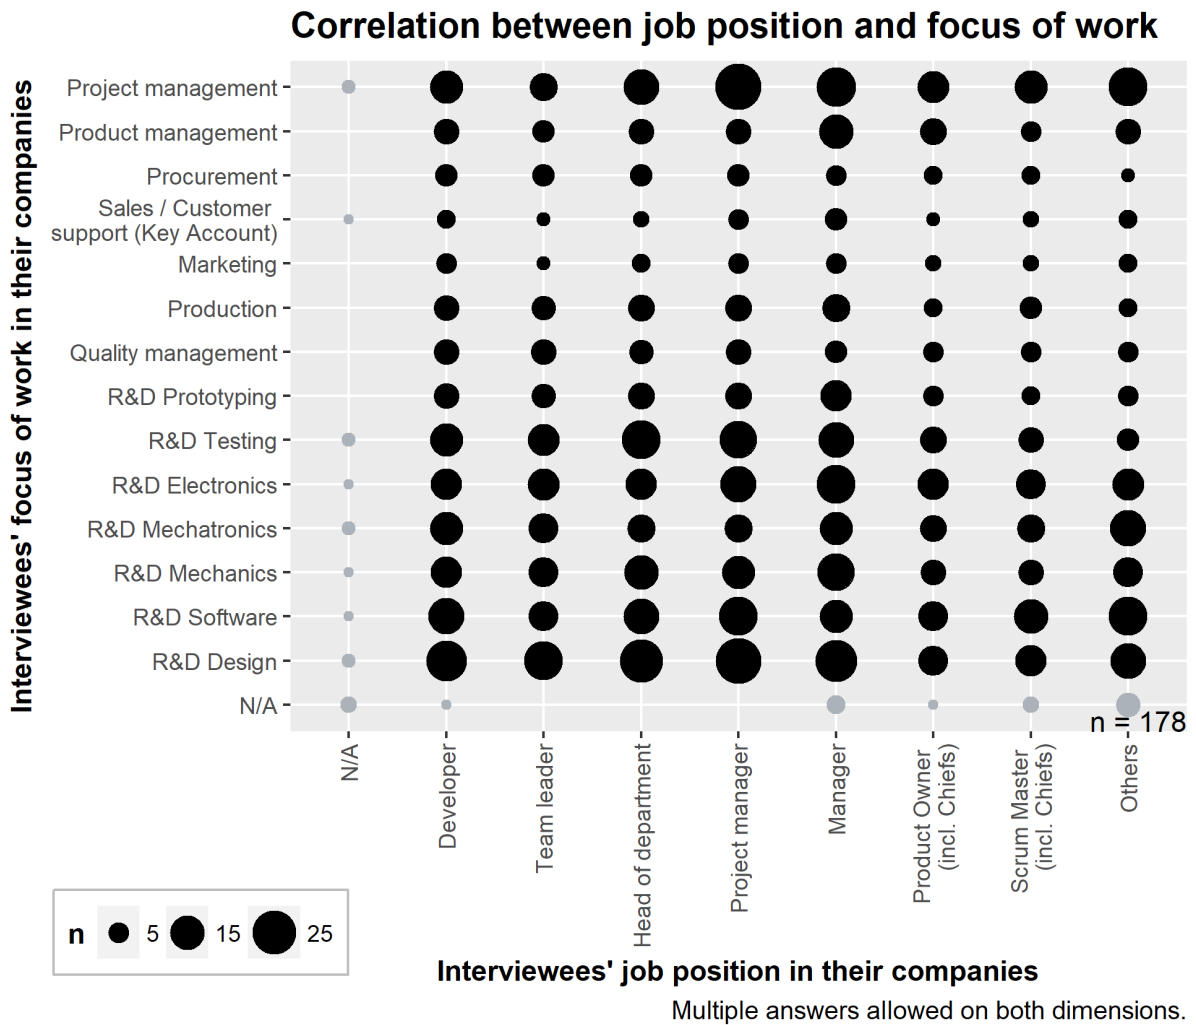 Correlation between job position and focus of work
Interviewees' focus of work in their companies
Project management
Product management
Procurement
Sales / Customer
support (Key Account)
Marketing
Production
Quality management
R&D Prototyping
R&D Testing
R&D Electronics
R&D Mechatronics
R&D Mechanics
R&D Software
R&D Design
N/A
n = 178
N/A
Developer
Team leader
Head of department
Project manager
Manager
Product Owner
(incl. Chiefs)
Scrum Master
(incl. Chiefs)
Others
n 5 15 25
Interviewees' job position in their companies
Multiple answers allowed on both dimensions.